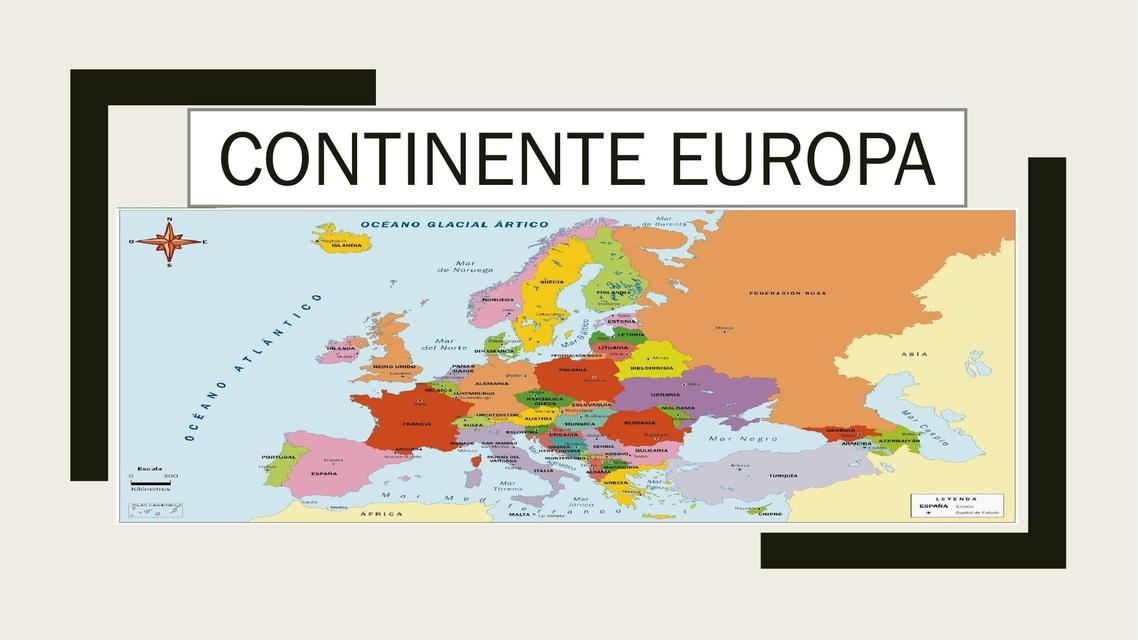 CONTINENTE EUROPA
N
O
E
S
OCÉANO GLACIAL ÁRTICO
Mar
de Barents
ISLANDIA
Mar
de Noruega
OCÉANO ATLÁNTICO
SUECIA
FINLANDIA
NORUEGA
FEDERACIÓN RUSA
ESTONIA
Mar Báltico
LETONIA
Mar
del Norte
DINAMARCA
LITUANIA
FEDERACIÓN RUSA
IRLANDA
REINO UNIDO
PAÍSES
BAJOS
BIELORRUSIA
ASIA
POLONIA
ALEMANIA
BÉLGICA
LUXEMBURGO
REPÚBLICA
CHECA
UCRANIA
ESLOVAQUIA
MOLDAVIA
LIECHTENSTEIN
AUSTRIA
SUIZA
HUNGRÍA
FRANCIA
RUMANIA
ESLOVENIA
CROACIA
Mar Caspio
GEORGIA
MÓNACO
SAN MARINO
SERBIA
Mar Negro
ARMENIA
AZERBAIYÁN
ANDORRA
MONTENEGRO
BULGARIA
PORTUGAL
CIUDAD DEL
VATICANO
MACEDONIA
ALBANIA
ESPAÑA
ITALIA
TURQUÍA
GRECIA
Mar
Egeo
Mar
Tirreno
Mar
Jónico
Escala
0 300
Kilómetros
Mar Mediterráneo
ISLAS CANARIAS
ÁFRICA
MALTA
La Valletta
CHIPRE
LEYENDA
ESPAÑA
Estado
Capital de Estado